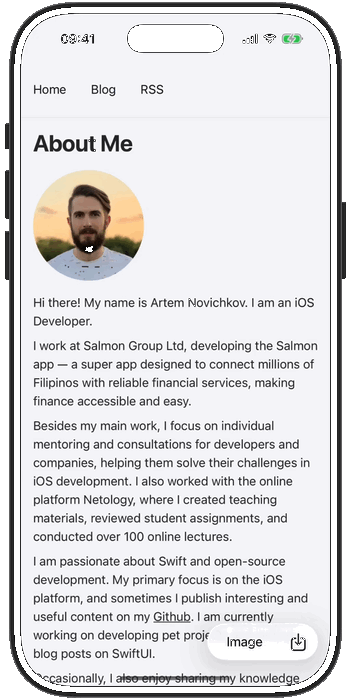 09:41
Home Blog RSS
About Me
Hi there! My name is Artem Novichkov. I am an iOS
Developer.
I work at Salmon Group Ltd, developing the Salmon
app — a super app designed to connect millions of
Filipinos with reliable financial services, making
finance accessible and easy.
Besides my main work, I focus on individual
mentoring and consultations for developers and
companies, helping them solve their challenges in
iOS development. I also worked with the online
platform Netology, where I created teaching
materials, reviewed student assignments, and
conducted over 100 online lectures.
I am passionate about Swift and open-source
development. My primary focus is on the iOS
platform, and sometimes I publish interesting and
useful content on my Github. I am currently
working on developing pet
blog posts on SwiftUI.
Image
Occasionally, I also enjoy sharing my knowledge